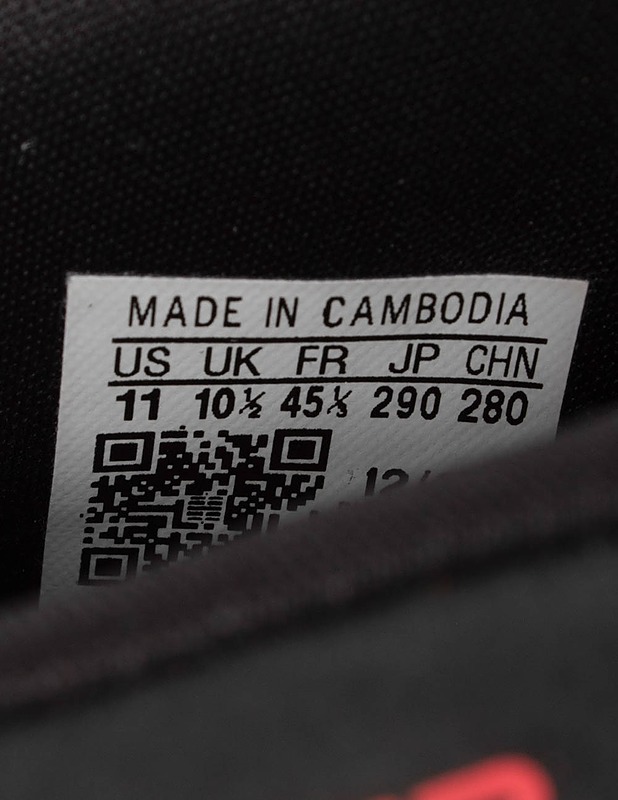 MADE IN CAMBODIA
US UK FR JP CHN
11 10½ 45⅓ 290 280